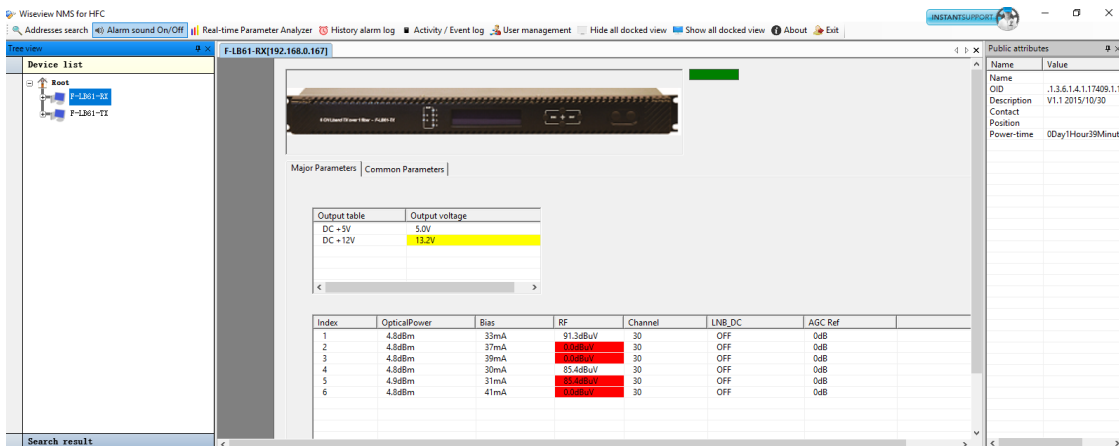 Wiseview NMS for HFC
INSTANTSUPPORT
Addresses search Alarm sound On/Off Real-time Parameter Analyzer History alarm log Activity / Event log User management Hide all docked view Show all docked view About Exit
Tree view
F-LB61-RX[192.168.0.167]
Public attributes
Device list
Root
F-LB61-RX
F-LB61-TX
Name Value
Name
OID .1.3.6.1.4.1.17409.1.1
Description V1.1 2015/10/30
Contact
Position
Power-time 0Day1Hour39Minut
Major Parameters Common Parameters
Output table Output voltage
DC +5V 5.0V
DC +12V 13.2V
Index OpticalPower Bias RF Channel LNB_DC AGC Ref
1 4.8dBm 33mA 91.3dBuV 30 OFF 0dB
2 4.8dBm 37mA 0.0dBuV 30 OFF 0dB
3 4.8dBm 39mA 0.0dBuV 30 OFF 0dB
4 4.8dBm 30mA 85.4dBuV 30 OFF 0dB
5 4.9dBm 31mA 83.4dBuV 30 OFF 0dB
6 4.8dBm 41mA 0.0dBuV 30 OFF 0dB
Search result